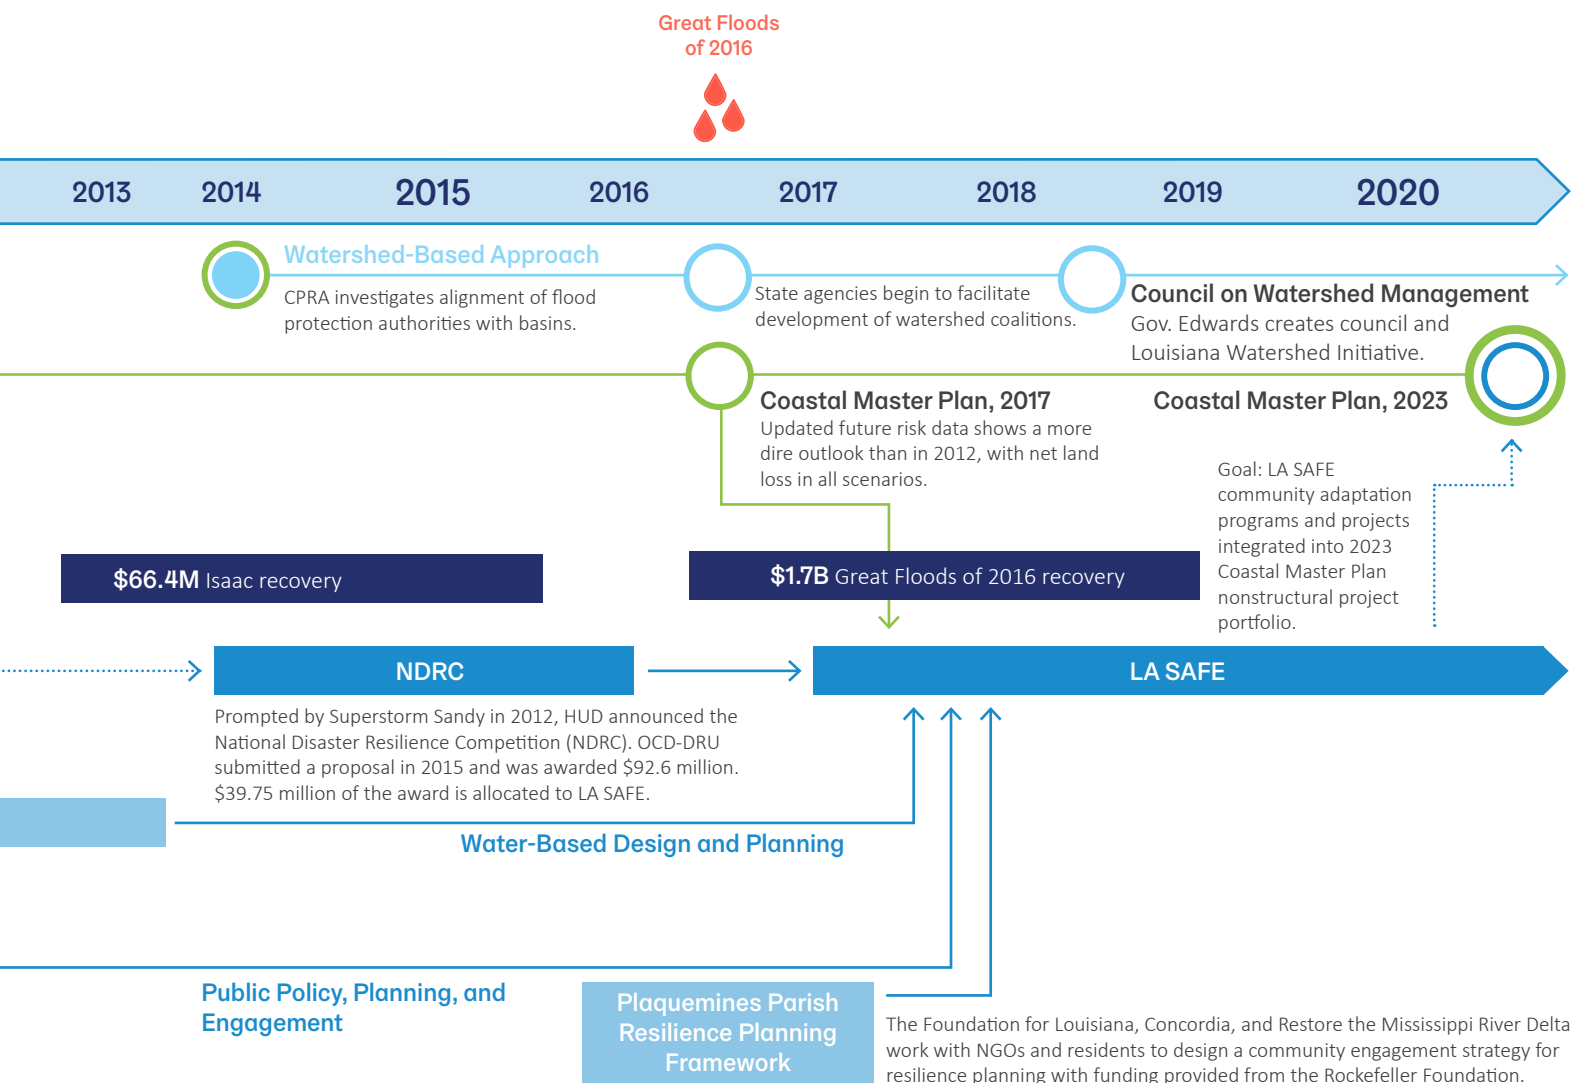 Great Floods
of 2016
2013 2014 2015 2016 2017 2018 2019 2020
Watershed-Based Approach
CPRA investigates alignment of flood
protection authorities with basins.
State agencies begin to facilitate
development of watershed coalitions.
Council on Watershed Management
Gov. Edwards creates council and
Louisiana Watershed Initiative.
Coastal Master Plan, 2017
Updated future risk data shows a more
dire outlook than in 2012, with net land
loss in all scenarios.
Coastal Master Plan, 2023
Goal: LA SAFE
community adaptation
programs and projects
integrated into 2023
Coastal Master Plan
nonstructural project
portfolio.
$66.4M Isaac recovery
$1.7B Great Floods of 2016 recovery
NDRC
LA SAFE
Prompted by Superstorm Sandy in 2012, HUD announced the
National Disaster Resilience Competition (NDRC). OCD-DRU
submitted a proposal in 2015 and was awarded $92.6 million.
$39.75 million of the award is allocated to LA SAFE.
Water-Based Design and Planning
Public Policy, Planning, and
Engagement
Plaquemines Parish
Resilience Planning
Framework
The Foundation for Louisiana, Concordia, and Restore the Mississippi River Delta
work with NGOs and residents to design a community engagement strategy for
resilience planning with funding provided from the Rockefeller Foundation.